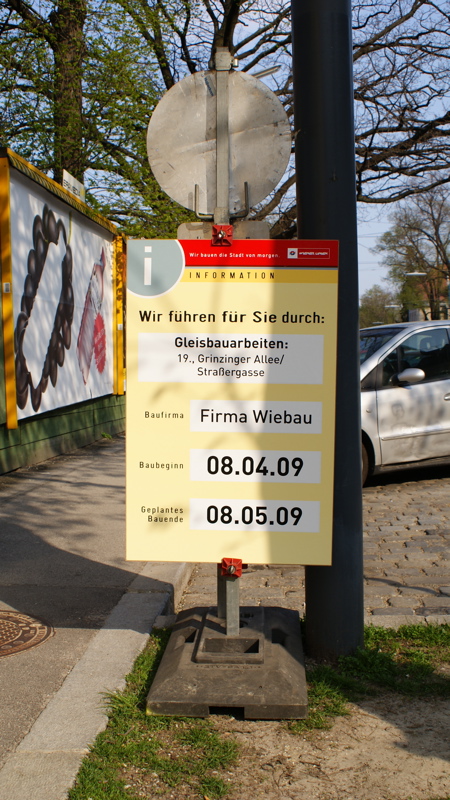 Wir bauen die Stadt von morgen.
i
INFORMATION
Wir führen für Sie durch:
Gleisbauarbeiten:
19., Grinzinger Allee/
Straßergasse
Baufirma Firma Wiebau
Baubeginn 08.04.09
Geplantes
Bauende 08.05.09